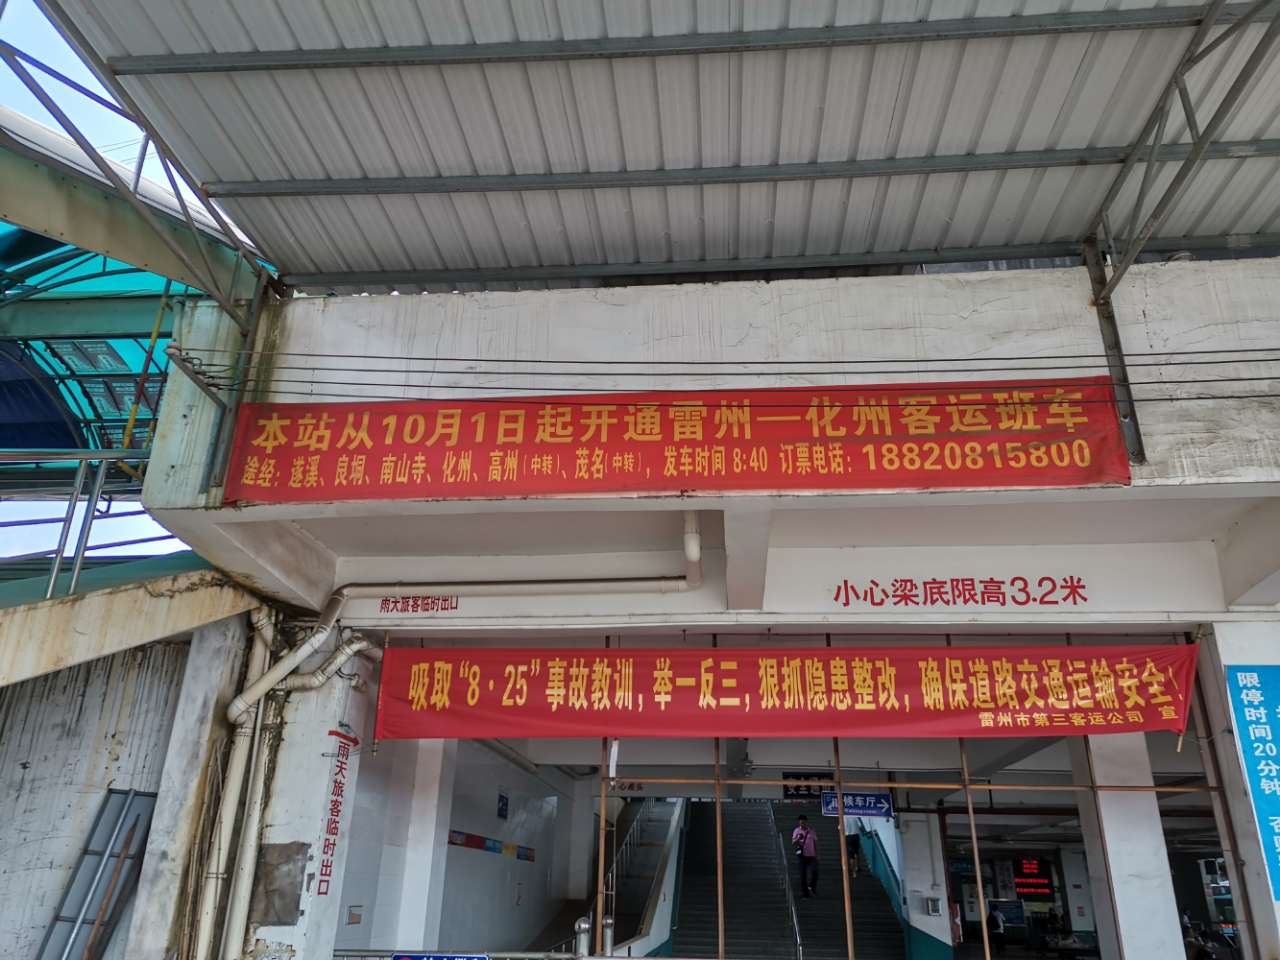 本站从10月1日起开通雷州—化州客运班车
途经：遂溪、良垌、南山寺、化州、高州（中转）、茂名（中转），发车时间 8:40 订票电话：18820815800
雨天旅客临时出口
小心梁底限高3.2米
吸取“8·25”事故教训，举一反三，狠抓隐患整改，确保道路交通运输安全！
雷州市第三客运公司 宣
雨天旅客临时出口
候车厅
限停时间20分钟